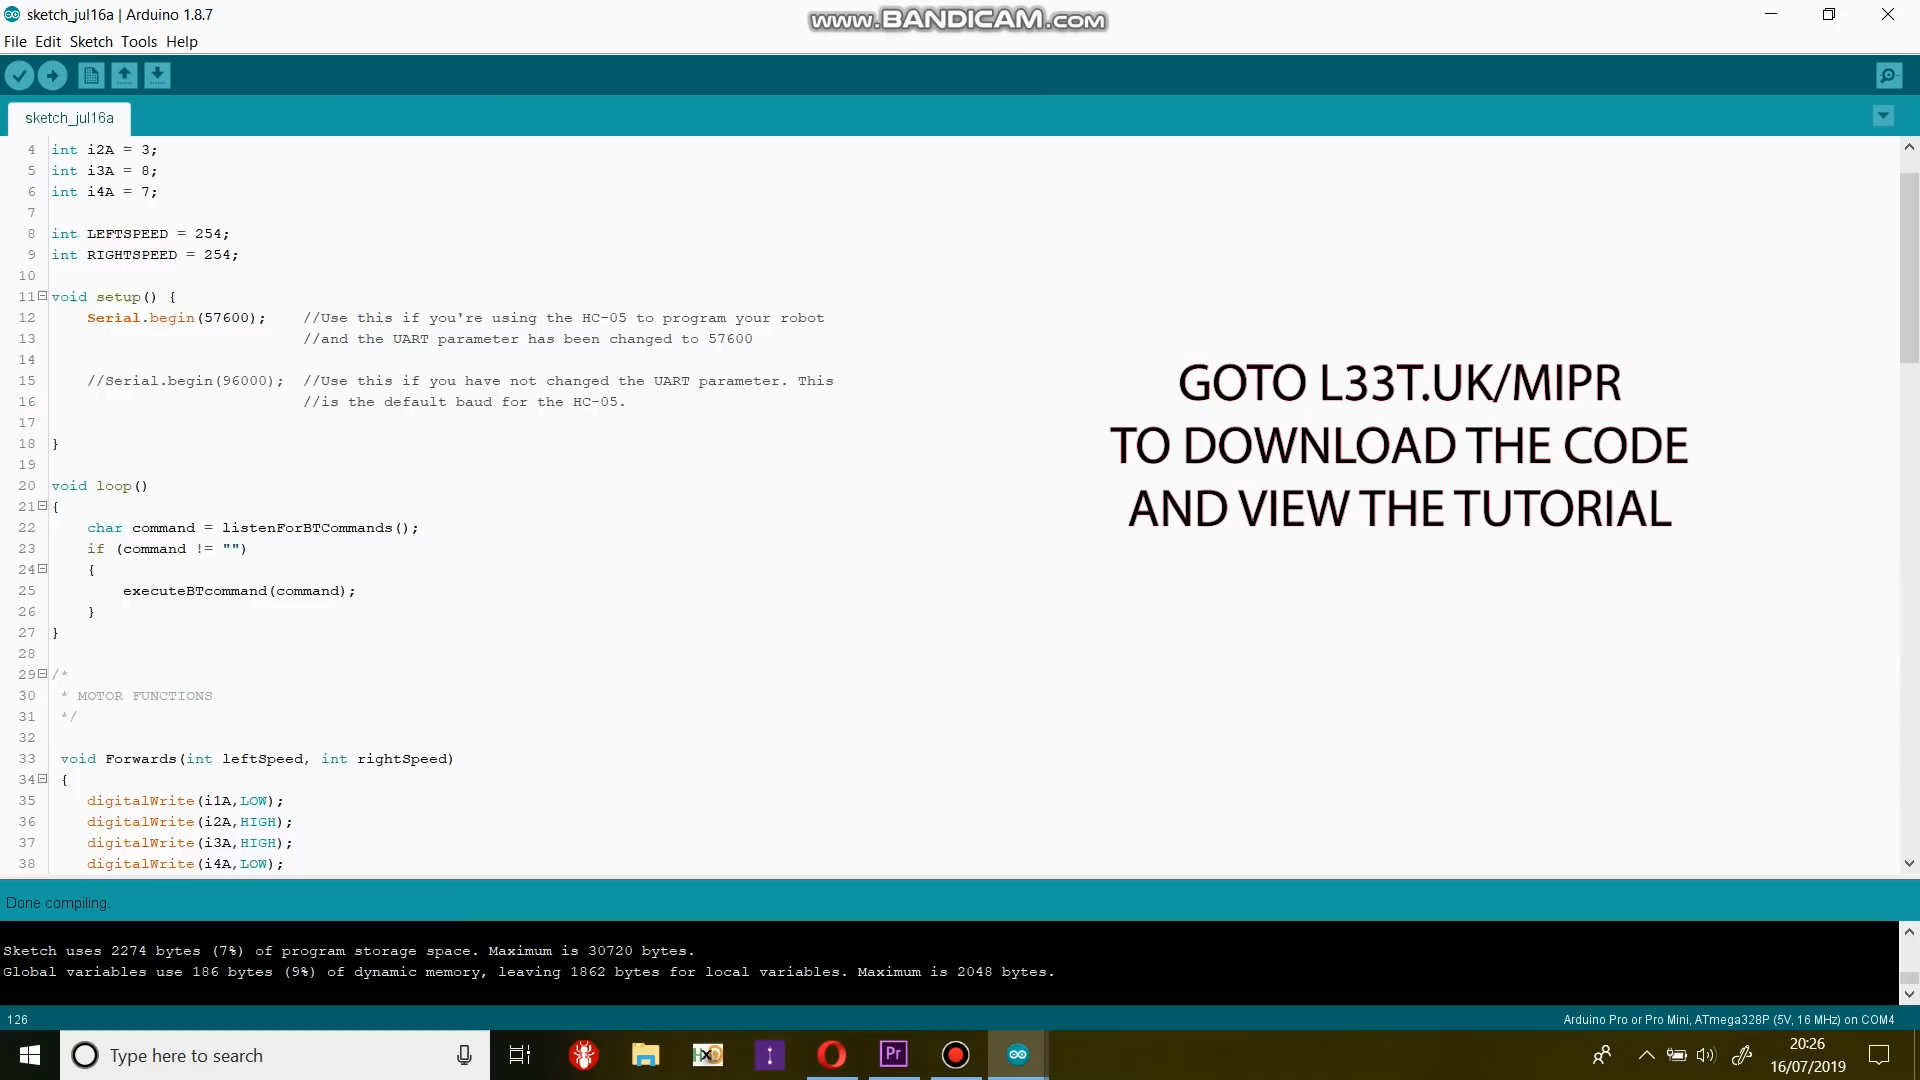 sketch_jul16a | Arduino 1.8.7
www.BANDICAM.com
File Edit Sketch Tools Help
sketch_jul16a
4 int i2A = 3;
5 int i3A = 8;
6 int i4A = 7;
7
8 int LEFTSPEED = 254;
9 int RIGHTSPEED = 254;
10
11 void setup() {
12 Serial.begin(57600); //Use this if you're using the HC-05 to program your robot
13 //and the UART parameter has been changed to 57600
14
15 //Serial.begin(96000); //Use this if you have not changed the UART parameter. This
16 //is the default baud for the HC-05.
17
18 }
19
20 void loop()
21 {
22 char command = listenForBTCommands();
23 if (command != "")
24 {
25 executeBTcommand(command);
26 }
27 }
28
29 /*
30 * MOTOR FUNCTIONS
31 */
32
33 void Forwards(int leftSpeed, int rightSpeed)
34 {
35 digitalWrite(i1A,LOW);
36 digitalWrite(i2A,HIGH);
37 digitalWrite(i3A,HIGH);
38 digitalWrite(i4A,LOW);
GOTO L33T.UK/MIPR
TO DOWNLOAD THE CODE
AND VIEW THE TUTORIAL
Done compiling.
Sketch uses 2274 bytes (7%) of program storage space. Maximum is 30720 bytes.
Global variables use 186 bytes (9%) of dynamic memory, leaving 1862 bytes for local variables. Maximum is 2048 bytes.
126
Arduino Pro or Pro Mini, ATmega328P (5V, 16 MHz) on COM4
Type here to search
Pr
20:26
16/07/2019